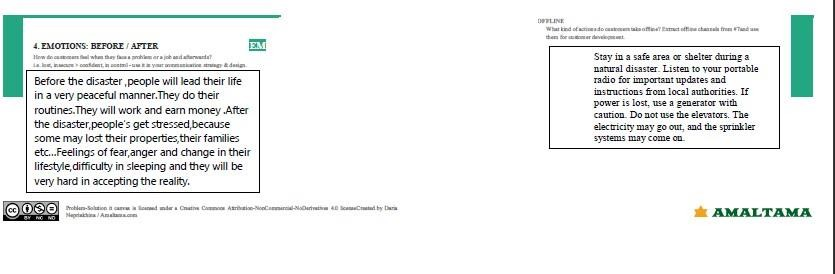 4. EMOTIONS: BEFORE / AFTER
EM
How do customers feel when they face a problem or a job and afterwards?
i.e. lost, insecure > confident, in control - use it in your communication strategy & design.
Before the disaster ,people will lead their life
in a very peaceful manner.They do their
routines.They will work and earn money .After
the disaster,people's get stressed,because
some may lost their properties,their families
etc...Feelings of fear,anger and change in their
lifestyle,difficulty in sleeping and they will be
very hard in accepting the reality.
OFFLINE
What kind of actions do customers take offline? Extract offline channels from #7and use
them for customer development.
Stay in a safe area or shelter during a
natural disaster. Listen to your portable
radio for important updates and
instructions from local authorities. If
power is lost, use a generator with
caution. Do not use the elevators. The
electricity may go out, and the sprinkler
systems may come on.
CC BY NC ND
Problem-Solution fit canvas is licensed under a Creative Commons Attribution-NonCommercial-NoDerivatives 4.0 licenseCreated by Daria
Nepriakhina / Amaltama.com
AMALTAMA